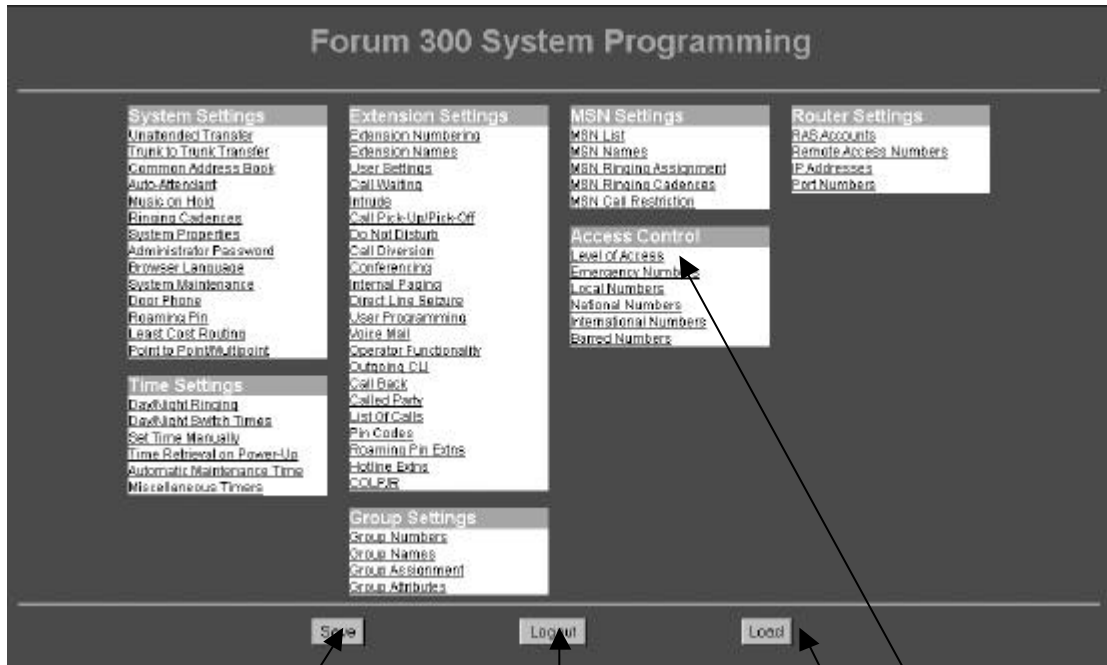 Forum 300 System Programming
System Settings
Unattended Transfer
Trunk to Trunk Transfer
Common Address Book
Auto-Attendant
Music on Hold
Ringing Cadences
System Properties
Administrator Password
Browser Language
System Maintenance
Door Phone
Roaming Pin
Least Cost Routing
Point to Point/Multipoint
Time Settings
Day/Night Ringing
Day/Night Switch Times
Set Time Manually
Time Retrieval on Power-Up
Automatic Maintenance Time
Miscellaneous Timers
Extension Settings
Extension Numbering
Extension Names
User Settings
Call Waiting
Intrude
Call Pick-Up/Pick-Off
Do Not Disturb
Call Diversion
Conferencing
Internal Paging
Direct Line Seizure
User Programming
Voice Mail
Operator Functionality
Outgoing CLI
Call Back
Called Party
List Of Calls
Pin Codes
Roaming Pin Extns
Hotline Extns
COLP/R
Group Settings
Group Numbers
Group Names
Group Assignment
Group Attributes
MSN Settings
MSN List
MSN Names
MSN Ringing Assignment
MSN Ringing Cadences
MSN Call Restriction
Access Control
Level of Access
Emergency Numbers
Local Numbers
National Numbers
International Numbers
Barred Numbers
Router Settings
RAS Accounts
Remote Access Numbers
IP Addresses
Port Numbers
Save
Logout
Load